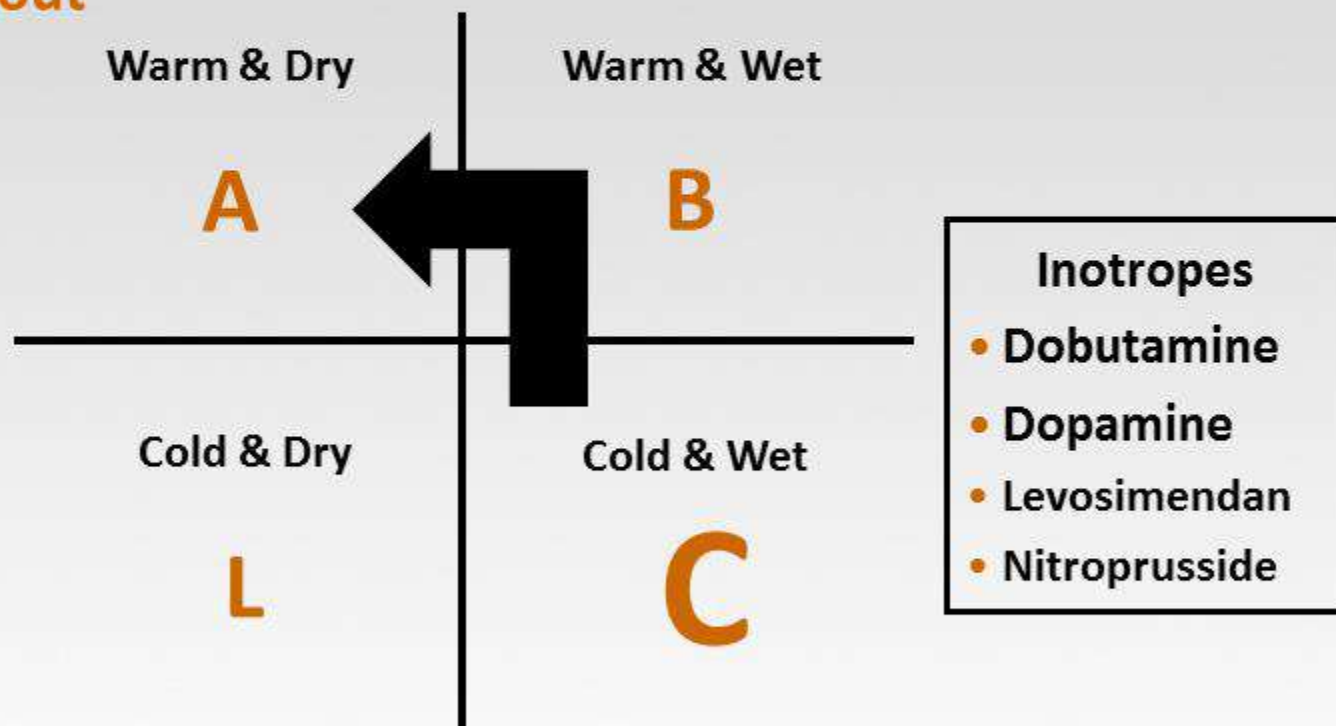 Warm & Dry
Warm & Wet
A
B
Cold & Dry
Cold & Wet
L
C
Inotropes
• Dobutamine
• Dopamine
• Levosimendan
• Nitroprusside